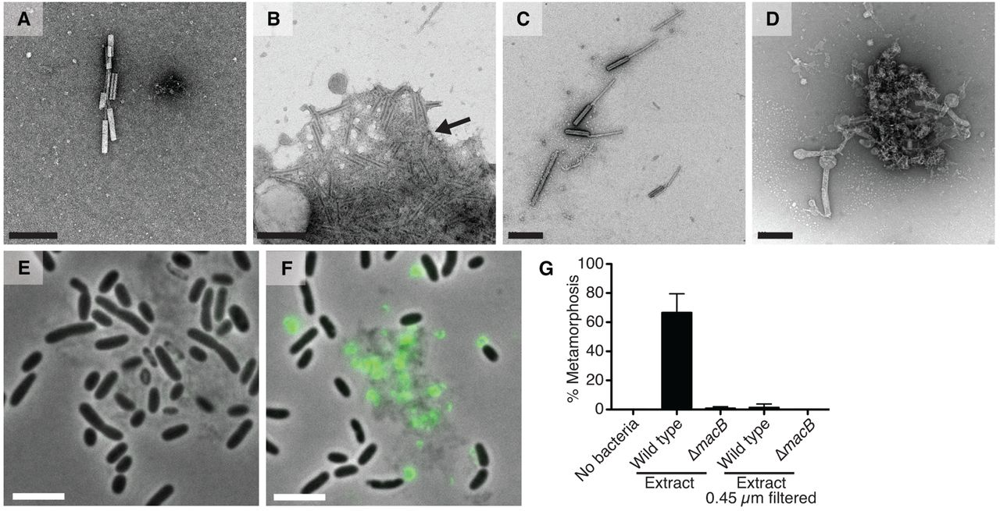 A
B
C
D
E
F
G
% Metamorphosis
100
80
60
40
20
0
No bacteria
Wild type
ΔmacB
Wild type
ΔmacB
Extract
Extract
0.45 µm filtered